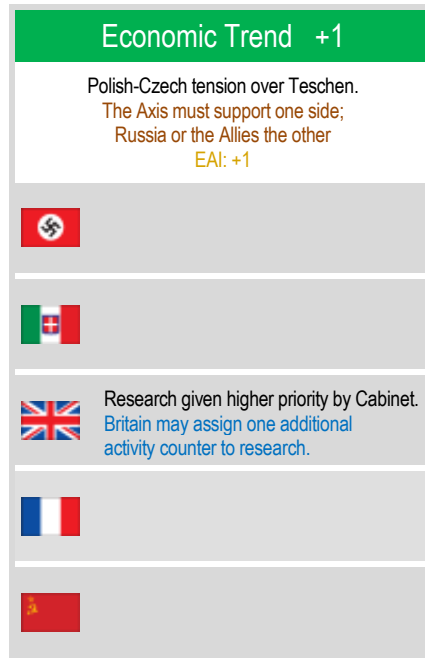 Economic Trend +1
Polish-Czech tension over Teschen.
The Axis must support one side;
Russia or the Allies the other
EAI: +1
Research given higher priority by Cabinet.
Britain may assign one additional
activity counter to research.